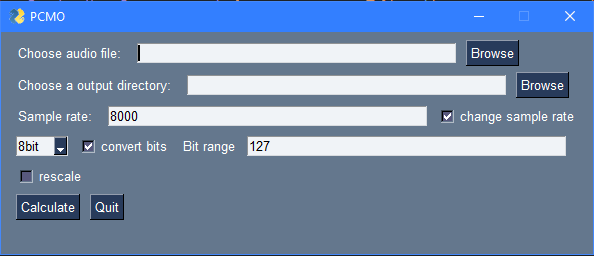 PCMO
Choose audio file: Browse
Choose a output directory: Browse
Sample rate: 8000 change sample rate
8bit convert bits Bit range 127
rescale
Calculate Quit